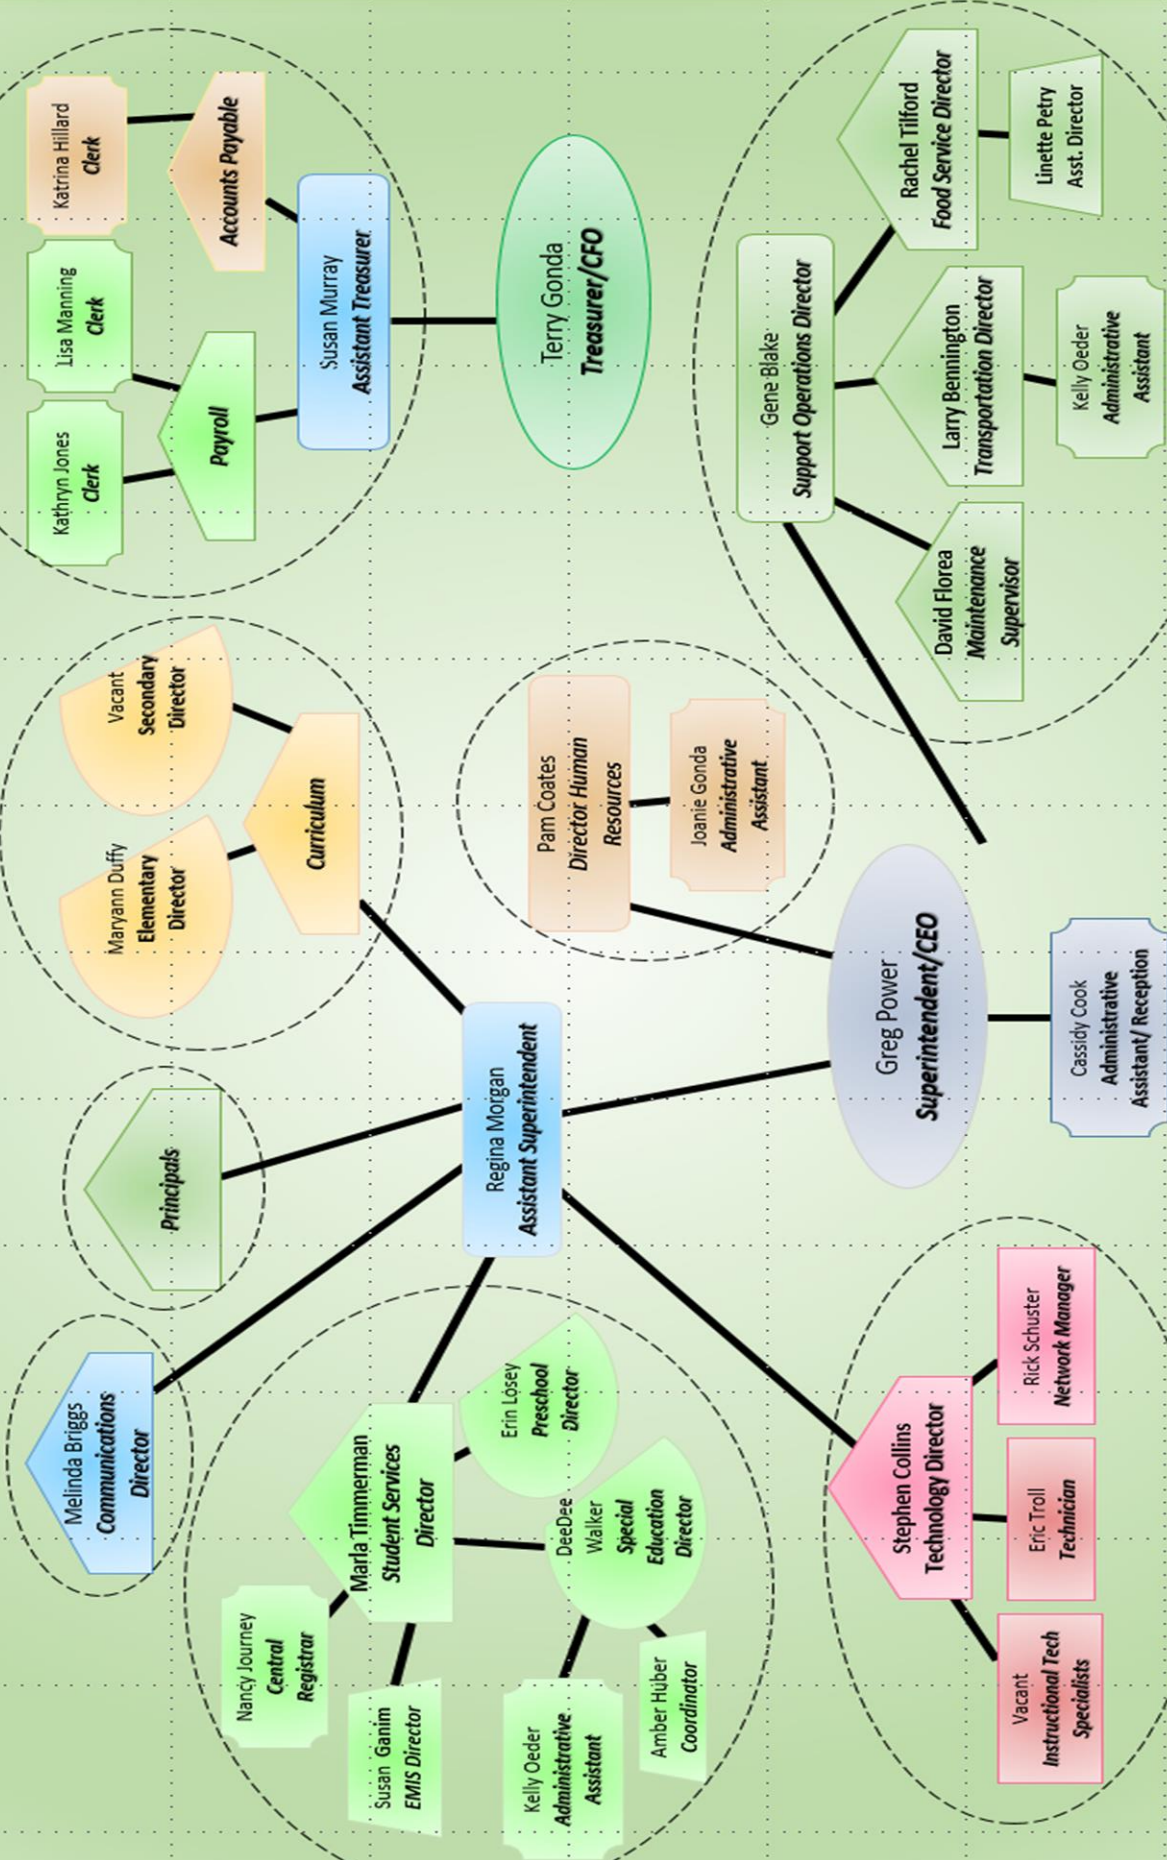 Melinda Briggs
Communications
Director
Principals
Maryann Duffy
Elementary
Director
Vacant
Secondary
Director
Curriculum
Kathryn Jones
Clerk
Lisa Manning
Clerk
Katrina Hillard
Clerk
Payroll
Accounts Payable
Susan Murray
Assistant Treasurer
Terry Gonda
Treasurer/CFO
Nancy Journey
Central
Registrar
Marla Timmerman
Student Services
Director
Susan Ganim
EMIS Director
Erin Losey
Preschool
Director
DeeDee
Walker
Special
Education
Director
Kelly Oeder
Administrative
Assistant
Amber Huber
Coordinator
Regina Morgan
Assistant Superintendent
Pam Coates
Director Human
Resources
Joanie Gonda
Administrative
Assistant
Gene Blake
Support Operations Director
Stephen Collins
Technology Director
Vacant
Instructional Tech
Specialists
Eric Troll
Technician
Rick Schuster
Network Manager
Greg Power
Superintendent/CEO
Cassidy Cook
Administrative
Assistant/ Reception
David Florea
Maintenance
Supervisor
Larry Bennington
Transportation Director
Rachel Tilford
Food Service Director
Kelly Oeder
Administrative
Assistant
Linette Petry
Asst. Director